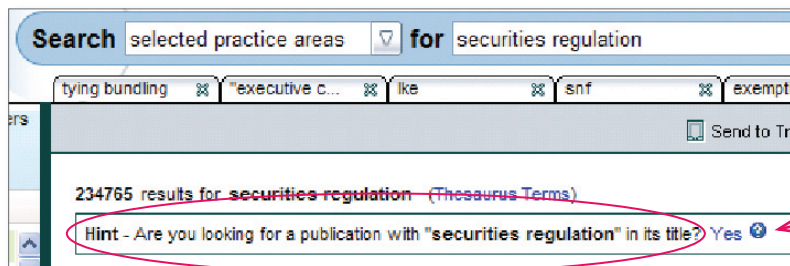 Search selected practice areas for securities regulation
tying bundling "executive c... lke snf exempti
ers
Send to Tr
234765 results for securities regulation (Thesaurus Terms)
Hint - Are you looking for a publication with "securities regulation" in its title? Yes